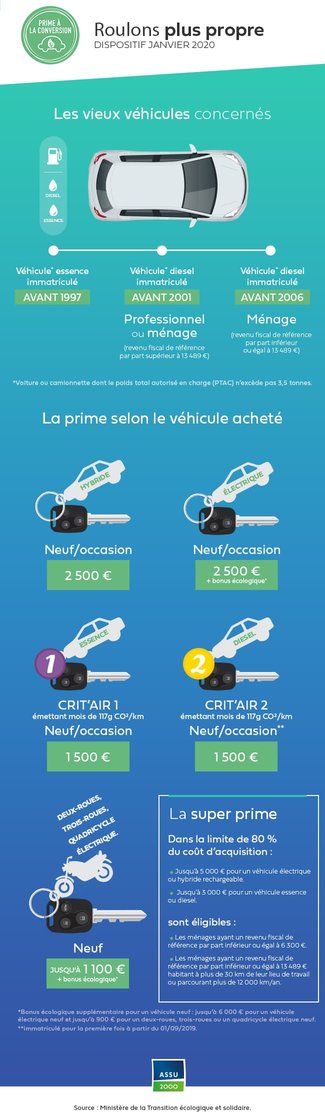 PRIME À
LA CONVERSION
Roulons plus propre
DISPOSITIF JANVIER 2020
Les vieux véhicules concernés
DIESEL
ESSENCE
Véhicule* essence
immatriculé
AVANT 1997
Véhicule* diesel
immatriculé
AVANT 2001
Professionnel
ou ménage
(revenu fiscal de référence
par part supérieur à 13 489 €)
Véhicule* diesel
immatriculé
AVANT 2006
Ménage
(revenu fiscal de référence
par part inférieur
ou égal à 13 489 €)
*Voiture ou camionnette dont le poids total autorisé en charge (PTAC) n'excède pas 3,5 tonnes.
La prime selon le véhicule acheté
HYBRIDE
Neuf/occasion
2 500 €
ÉLECTRIQUE
Neuf/occasion
2 500 €
+ bonus écologique*
ESSENCE
1
CRIT'AIR 1
émettant mois de 117g CO²/km
Neuf/occasion
1 500 €
DIESEL
2
CRIT'AIR 2
émettant mois de 117g CO²/km
Neuf/occasion**
1 500 €
DEUX-ROUES,
TROIS-ROUES,
QUADRICYCLE
ÉLECTRIQUE.
Neuf
JUSQU'À 1 100 €
+ bonus écologique*
La super prime
Dans la limite de 80 %
du coût d'acquisition :
Jusqu'à 5 000 € pour un véhicule électrique
ou hybride rechargeable.
Jusqu'à 3 000 € pour un véhicule essence
ou diesel.
sont éligibles :
Les ménages ayant un revenu fiscal de
référence par part inférieur ou égal à 6 300 €.
Les ménages ayant un revenu fiscal de
référence par part inférieur ou égal à 13 489 €
habitant à plus de 30 km de leur lieu de travail
ou parcourant plus de 12 000 km/an.
*Bonus écologique supplémentaire pour un véhicule neuf : jusqu'à 6 000 € pour un véhicule
électrique neuf et jusqu'à 900 € pour un deux-roues, trois-roues ou un quadricycle électrique neuf.
**immatriculé pour la première fois à partir du 01/09/2019.
ASSU
2000
Source : Ministère de la Transition écologique et solidaire.